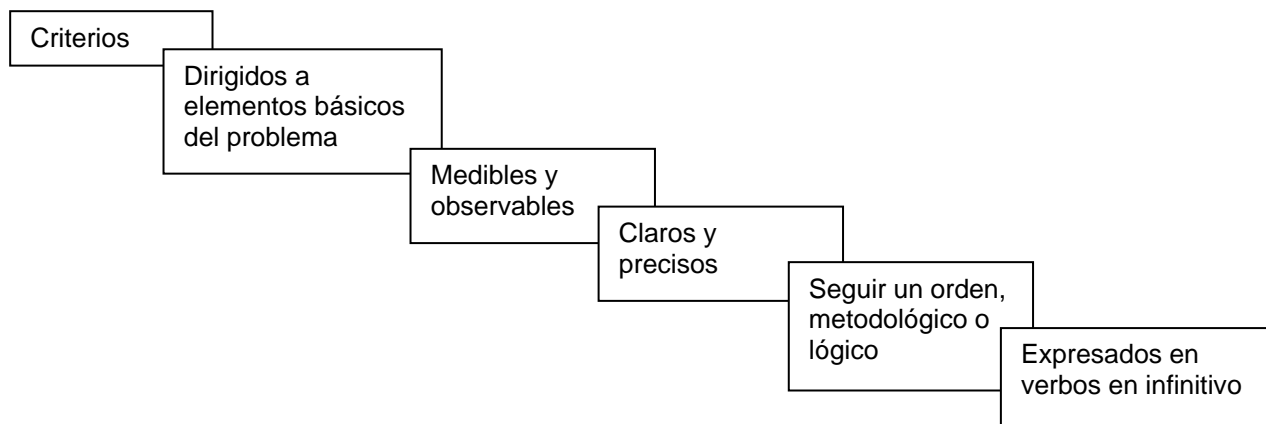 Criterios
Dirigidos a
elementos básicos
del problema
Medibles y
observables
Claros y
precisos
Seguir un orden,
metodológico o
lógico
Expresados en
verbos en infinitivo